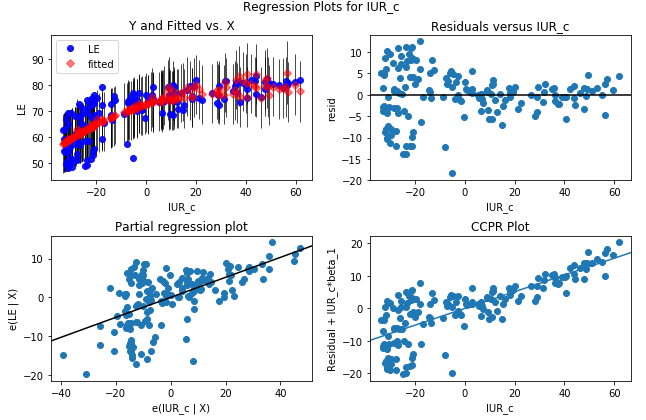 Regression Plots for IUR_c
Y and Fitted vs. X
LE
fitted
LE
90
80
70
60
50
−20
0
20
40
60
IUR_c
Residuals versus IUR_c
resid
10
5
0
−5
−10
−15
−20
−20
0
20
40
60
IUR_c
Partial regression plot
e(LE | X)
10
0
−10
−20
−40
−20
0
20
40
e(IUR_c | X)
CCPR Plot
Residual + IUR_c*beta_1
20
10
0
−10
−20
−20
0
20
40
60
IUR_c